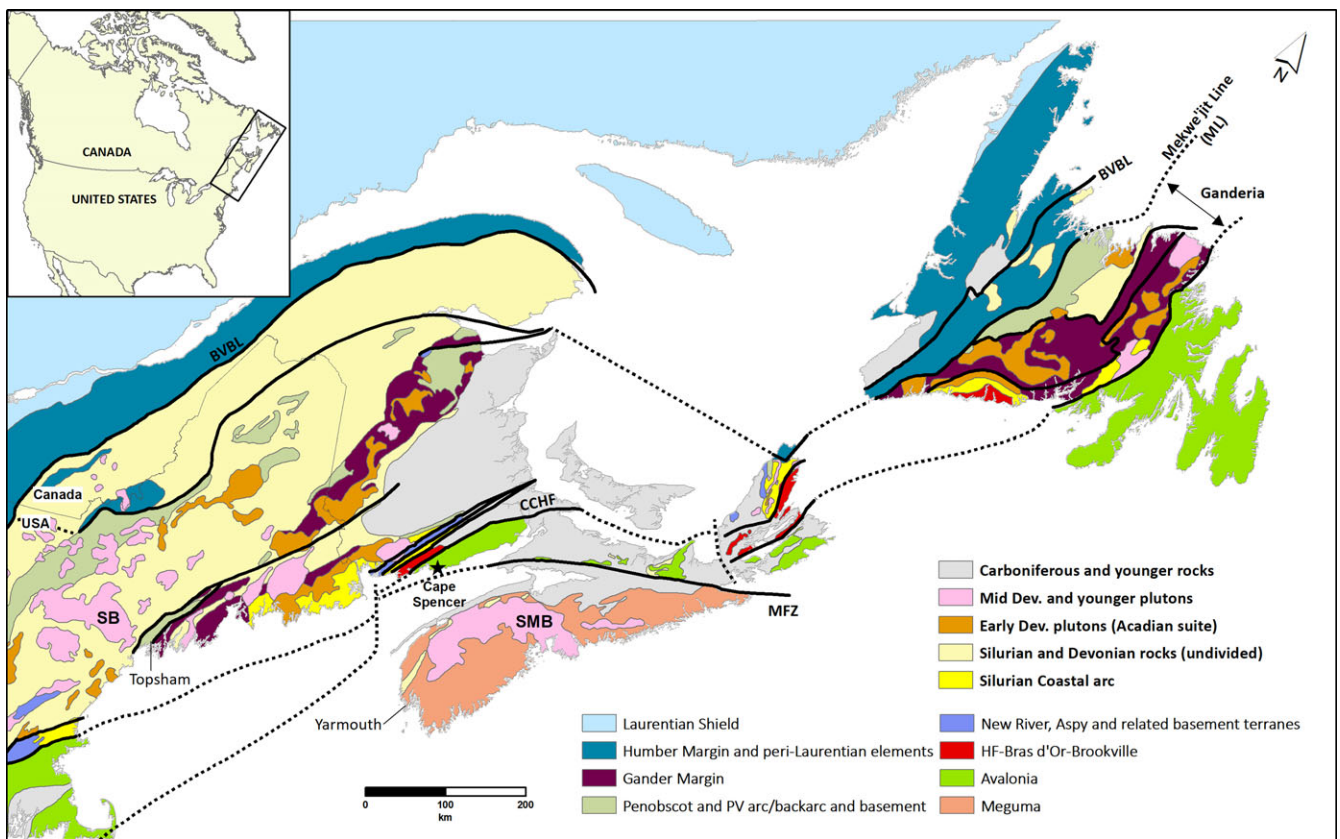 CANADA
UNITED STATES
N
Mekwe'jit Line
(ML)
BVBL
Ganderia
BVBL
Canada
USA
CCHF
Cape
Spencer
SB
SMB
MFZ
Topsham
Yarmouth
Carboniferous and younger rocks
Mid Dev. and younger plutons
Early Dev. plutons (Acadian suite)
Silurian and Devonian rocks (undivided)
Silurian Coastal arc
Laurentian Shield
Humber Margin and peri-Laurentian elements
Gander Margin
Penobscot and PV arc/backarc and basement
New River, Aspy and related basement terranes
HF-Bras d'Or-Brookville
Avalonia
Meguma
0 100 200
km